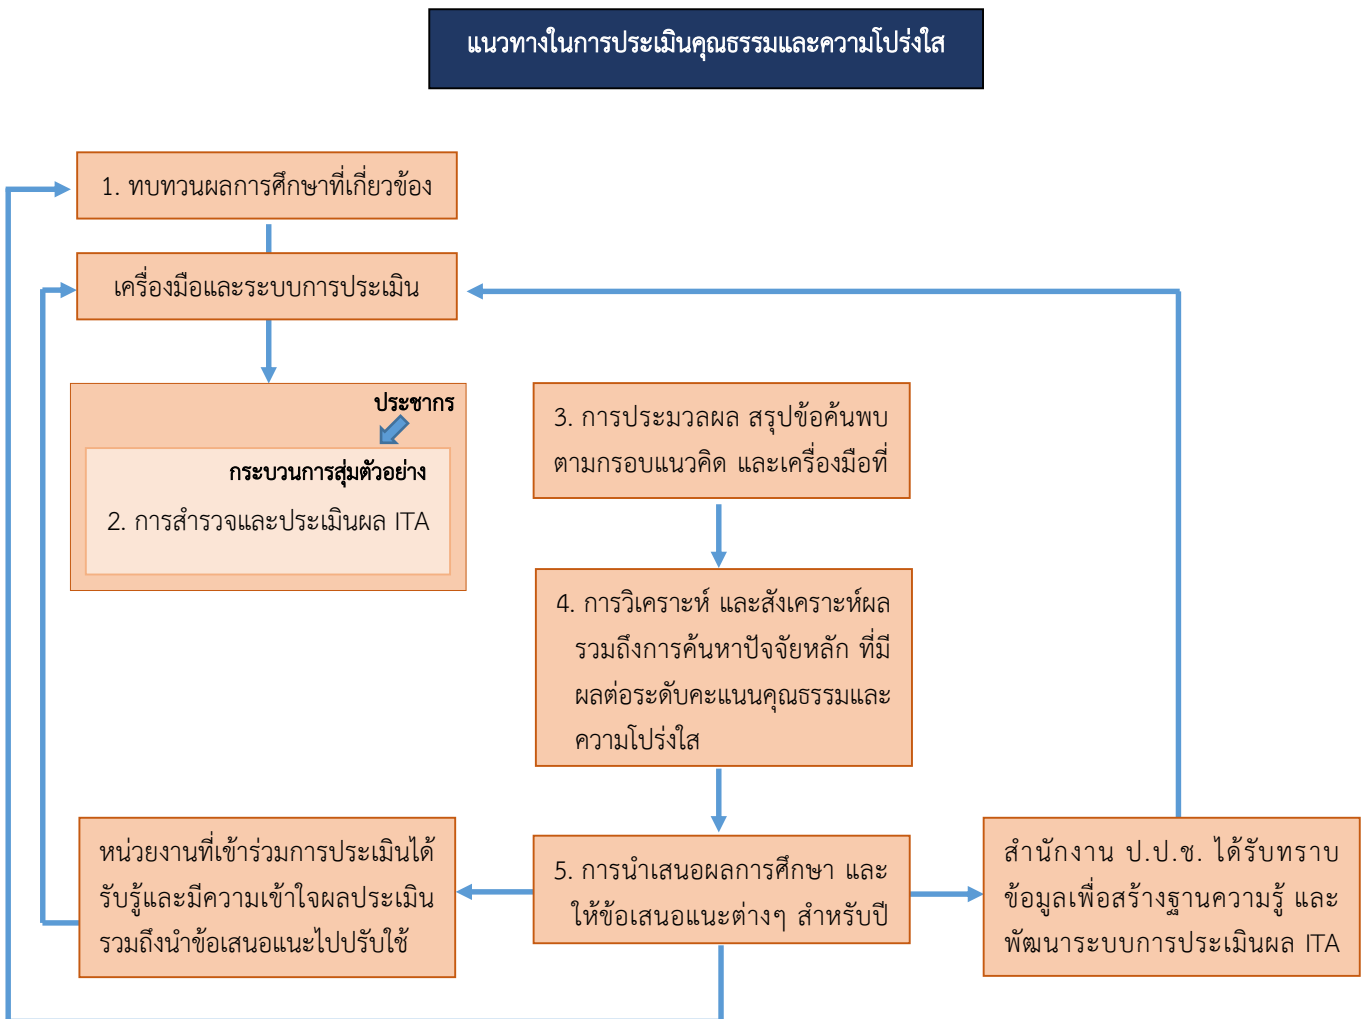 แนวทางในการประเมินคุณธรรมและความโปร่งใส
1. ทบทวนผลการศึกษาที่เกี่ยวข้อง
เครื่องมือและระบบการประเมิน
ประชากร
กระบวนการสุ่มตัวอย่าง
2. การสำรวจและประเมินผล ITA
3. การประมวลผล สรุปข้อค้นพบ
ตามกรอบแนวคิด และเครื่องมือที่
4. การวิเคราะห์ และสังเคราะห์ผล
รวมถึงการค้นหาปัจจัยหลัก ที่มี
ผลต่อระดับคะแนนคุณธรรมและ
ความโปร่งใส
หน่วยงานที่เข้าร่วมการประเมินได้
รับรู้และมีความเข้าใจผลประเมิน
รวมถึงนำข้อเสนอแนะไปปรับใช้
5. การนำเสนอผลการศึกษา และ
ให้ข้อเสนอแนะต่างๆ สำหรับปี
สำนักงาน ป.ป.ช. ได้รับทราบ
ข้อมูลเพื่อสร้างฐานความรู้ และ
พัฒนาระบบการประเมินผล ITA